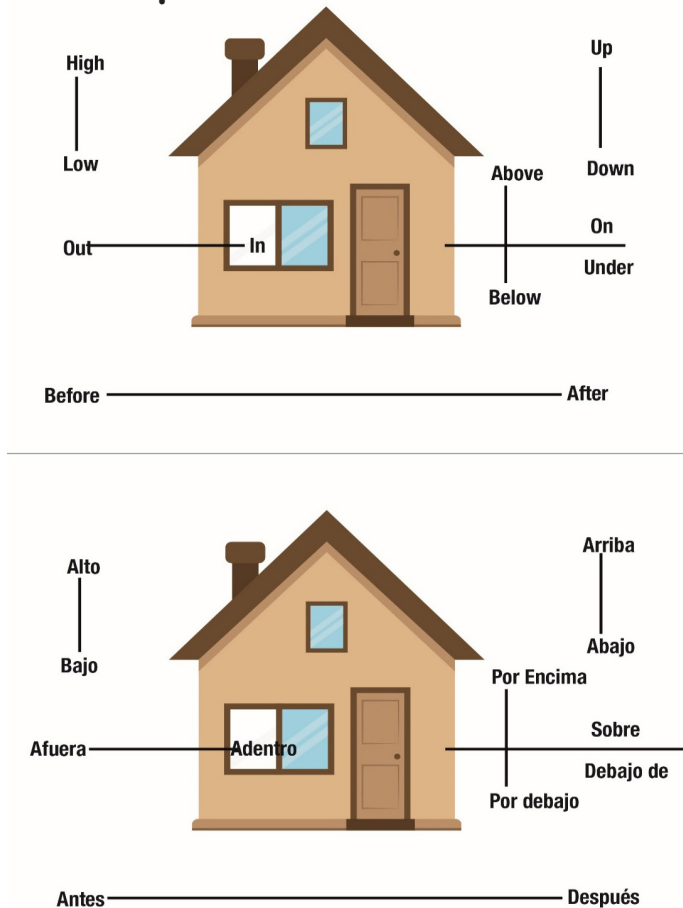 High
Up
Low
Down
Above
On
Out
In
Under
Below
Before
After
Alto
Arriba
Bajo
Abajo
Por Encima
Sobre
Afuera
Adentro
Debajo de
Por debajo
Antes
Después